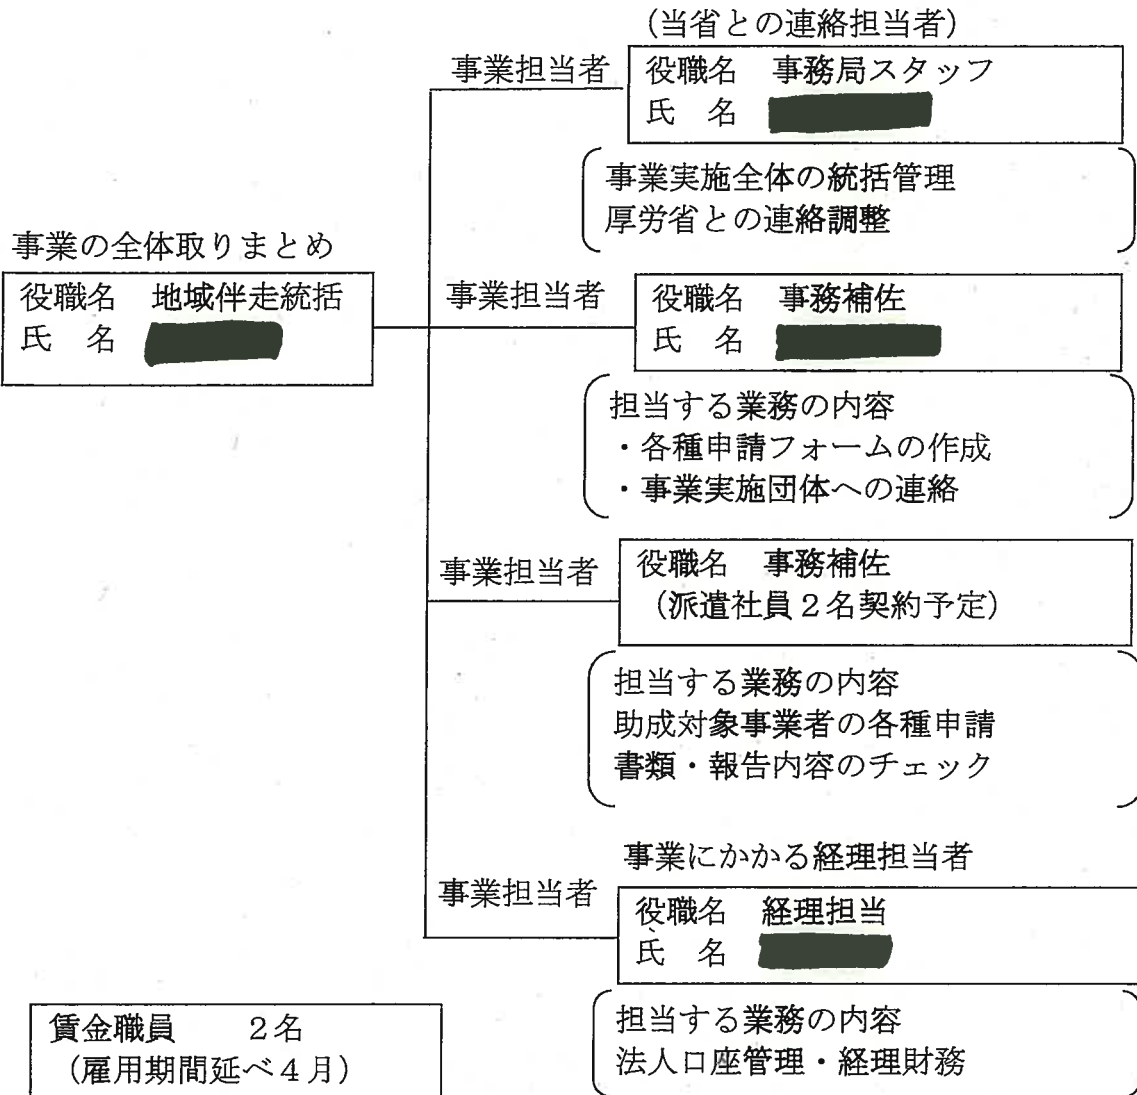 事業の全体取りまとめ
役職名　地域伴走統括
氏　名
(当省との連絡担当者)
事業担当者
役職名　事務局スタッフ
氏　名
事業実施全体の統括管理
厚労省との連絡調整
事業担当者
役職名　事務補佐
氏　名
担当する業務の内容
・各種申請フォームの作成
・事業実施団体への連絡
事業担当者
役職名　事務補佐
（派遣社員２名契約予定）
担当する業務の内容
助成対象事業者の各種申請
書類・報告内容のチェック
事業にかかる経理担当者
事業担当者
役職名　経理担当
氏　名
担当する業務の内容
法人口座管理・経理財務
賃金職員　　２名
（雇用期間延べ４月）